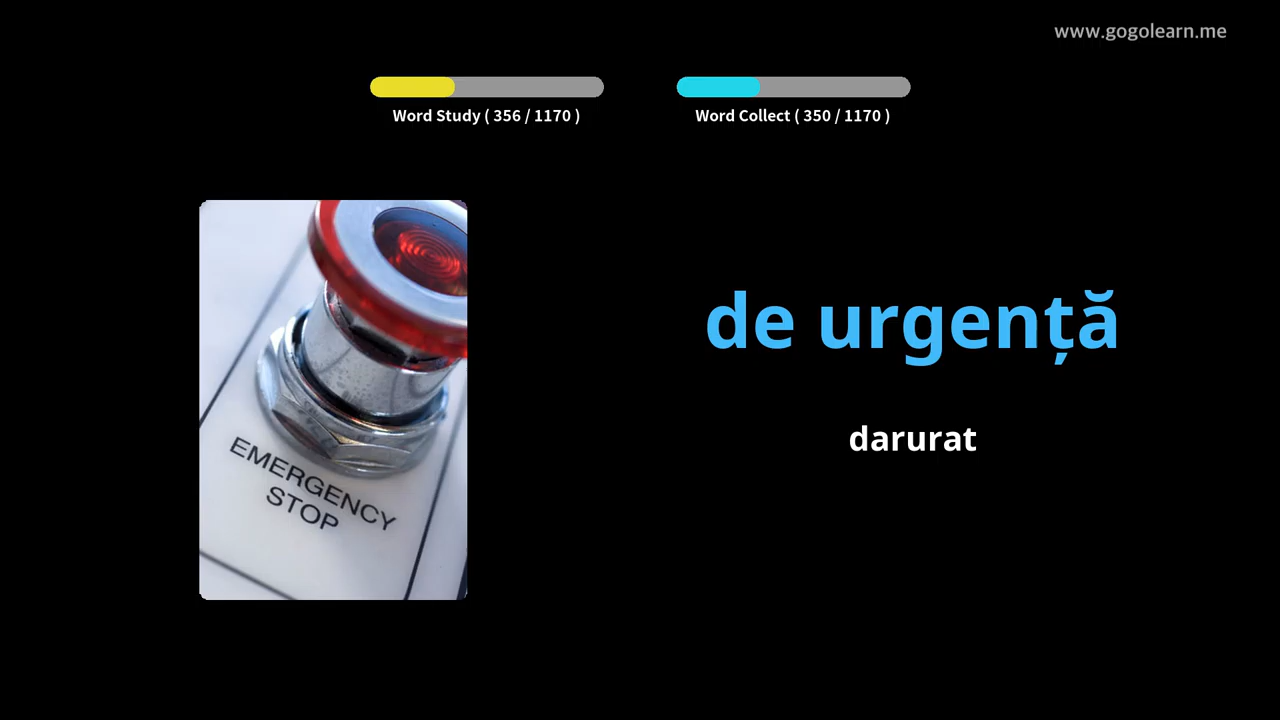 www.gogolearn.me
Word Study ( 356 / 1170 )
Word Collect ( 350 / 1170 )
EMERGENCY
STOP
de urgență
darurat